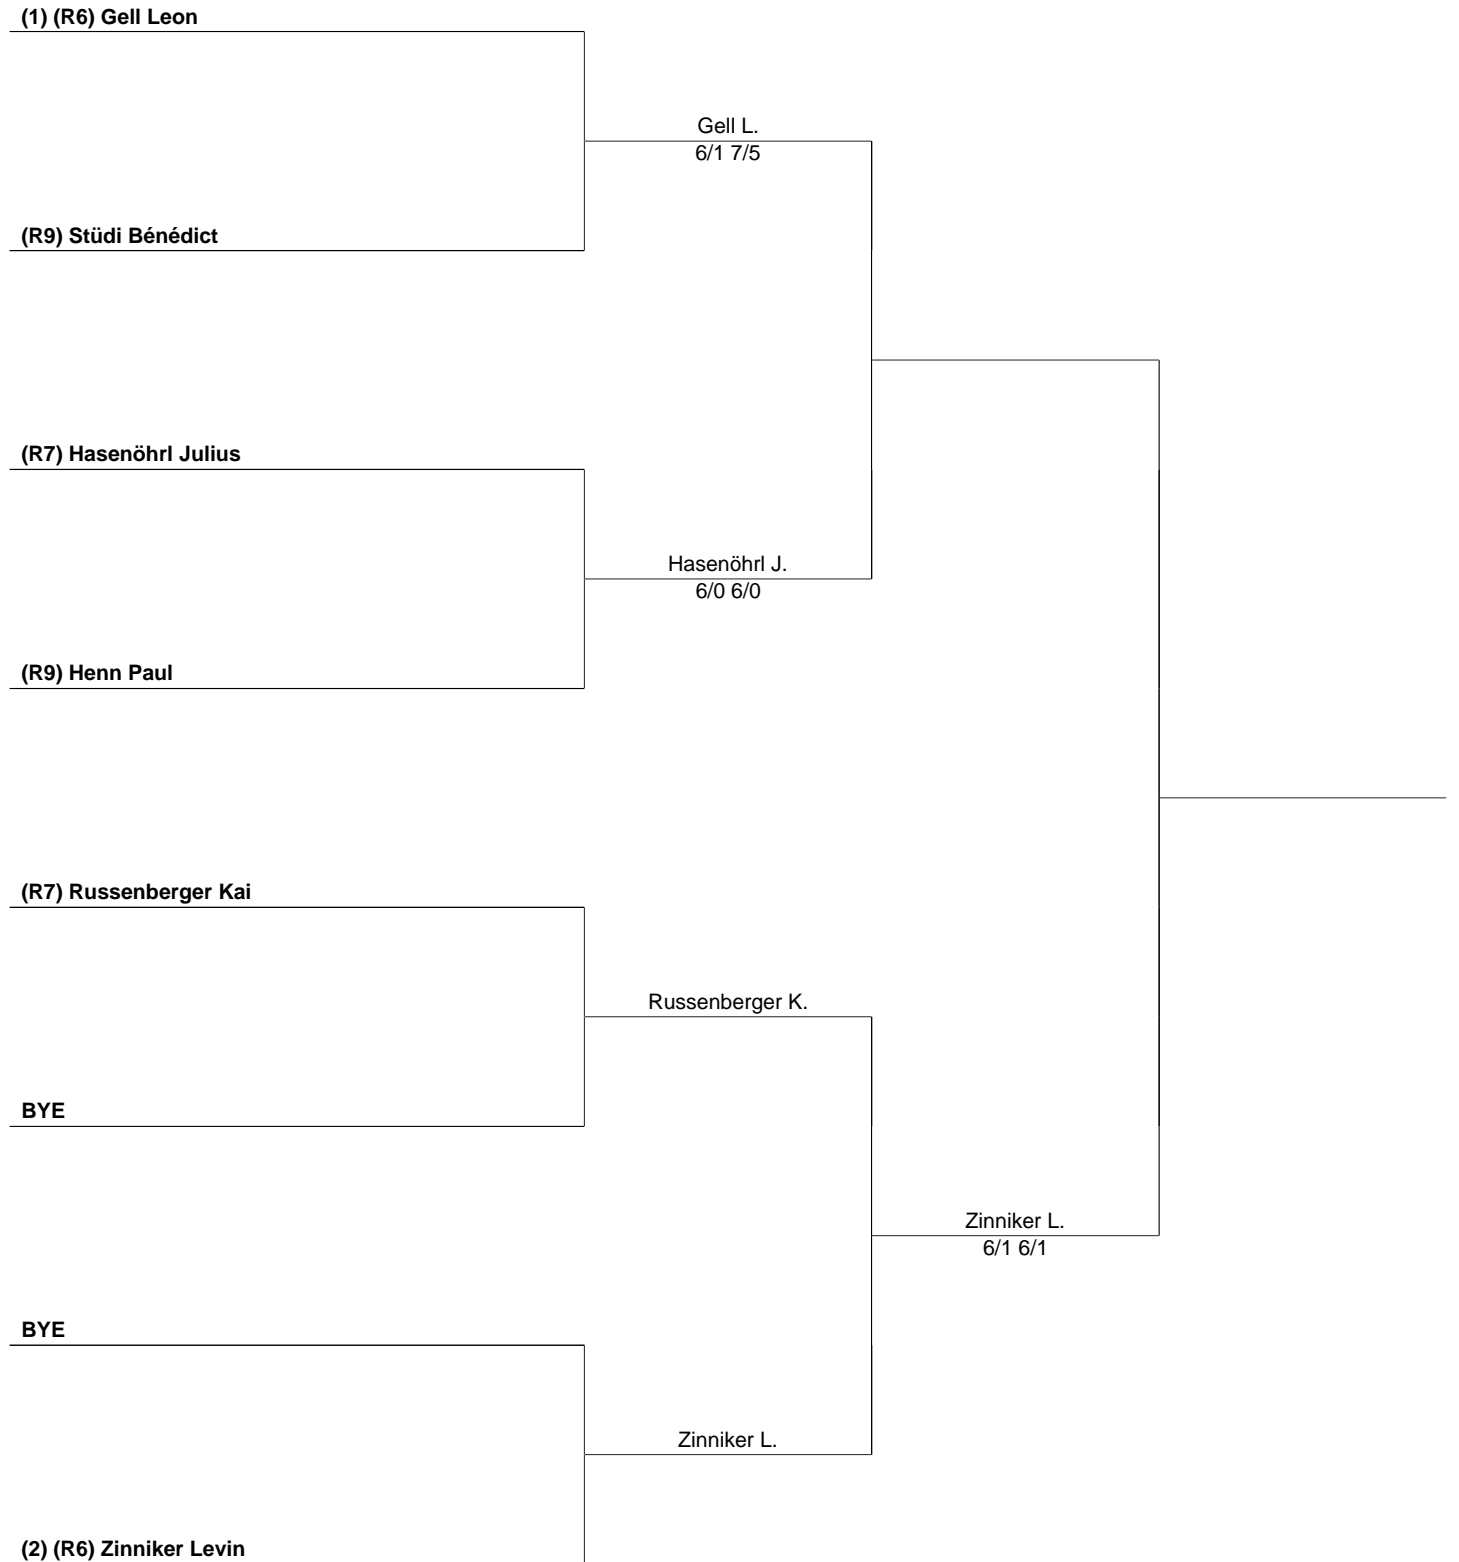 (1) (R6) Gell Leon
Gell L.
6/1 7/5
(R9) Stüdi Bénédict
(R7) Hasenöhrl Julius
Hasenöhrl J.
6/0 6/0
(R9) Henn Paul
(R7) Russenberger Kai
Russenberger K.
BYE
Zinniker L.
6/1 6/1
BYE
Zinniker L.
(2) (R6) Zinniker Levin